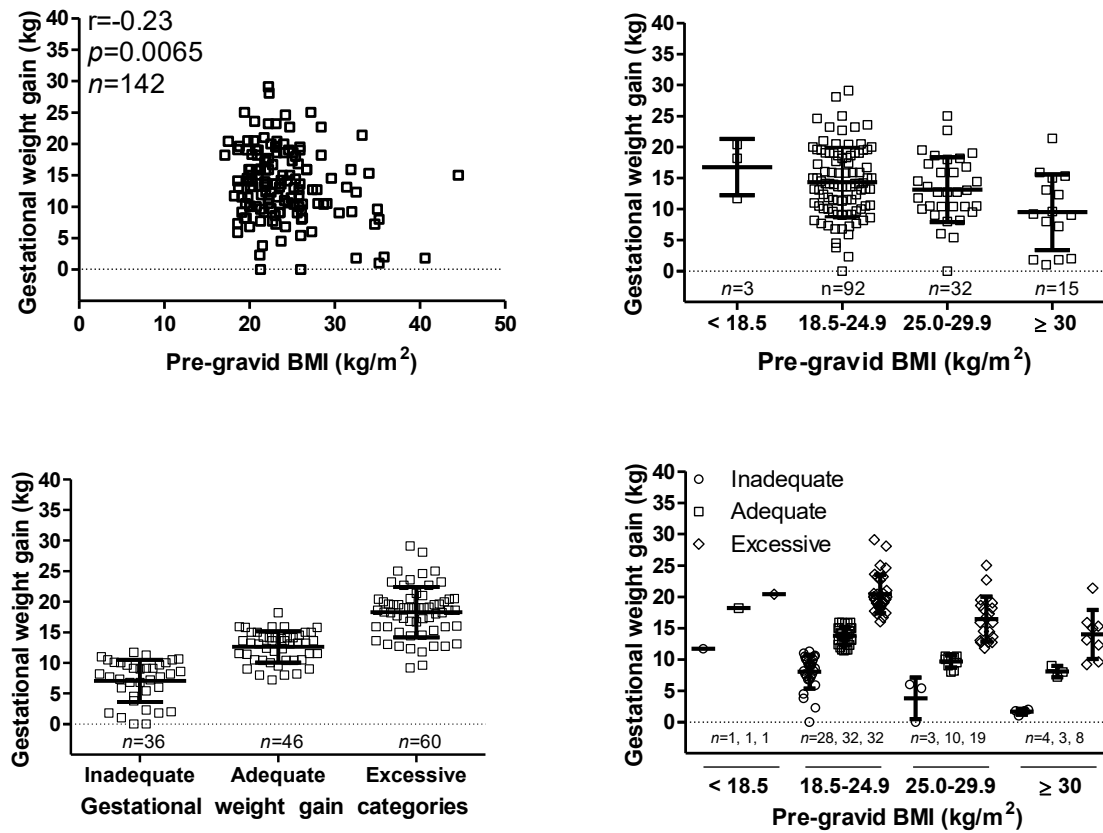 Gestational weight gain (kg)
40
35
30
25
20
15
10
5
0
-5
r=-0.23
p=0.0065
n=142
0 10 20 30 40 50
Pre-gravid BMI (kg/m²)
Gestational weight gain (kg)
40
35
30
25
20
15
10
5
0
-5
n=3 n=92 n=32 n=15
< 18.5 18.5-24.9 25.0-29.9 ≥ 30
Pre-gravid BMI (kg/m²)
Gestational weight gain (kg)
40
35
30
25
20
15
10
5
0
-5
n=36 n=46 n=60
Inadequate Adequate Excessive
Gestational weight gain categories
Gestational weight gain (kg)
40
35
30
25
20
15
10
5
0
-5
Inadequate
Adequate
Excessive
n=1, 1, 1 n=28, 32, 32 n=3, 10, 19 n=4, 3, 8
< 18.5 18.5-24.9 25.0-29.9 ≥ 30
Pre-gravid BMI (kg/m²)